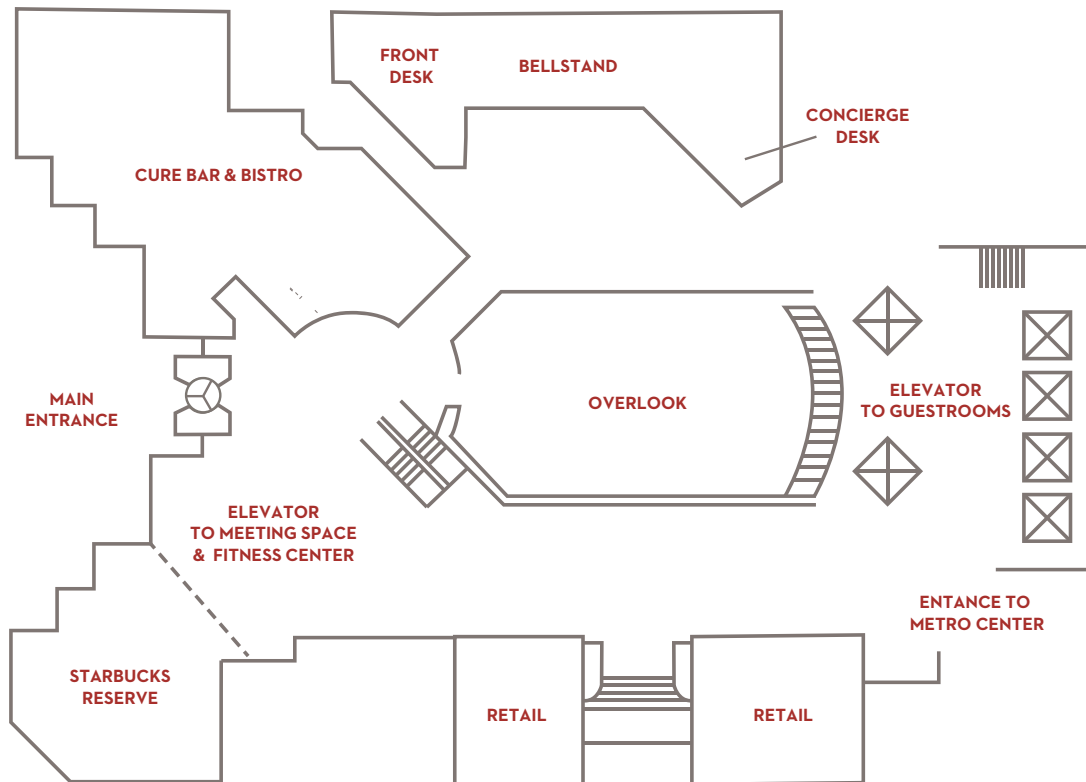 FRONT
DESK
BELLSTAND
CONCIERGE
DESK
CURE BAR & BISTRO
MAIN
ENTRANCE
OVERLOOK
ELEVATOR
TO GUESTROOMS
ELEVATOR
TO MEETING SPACE
& FITNESS CENTER
ENTANCE TO
METRO CENTER
STARBUCKS
RESERVE
RETAIL
RETAIL